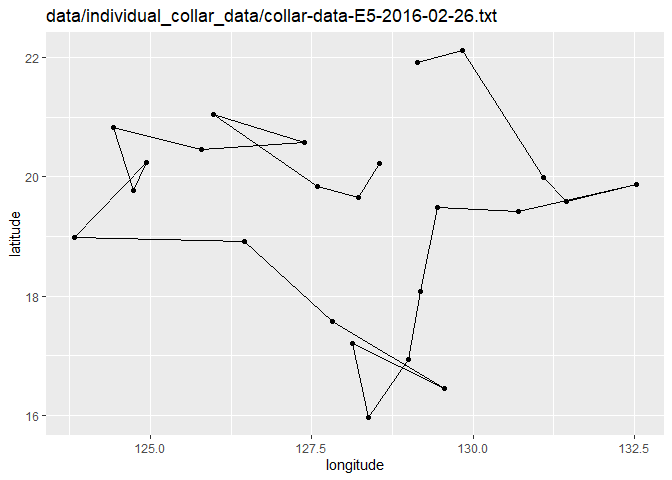 data/individual_collar_data/collar-data-E5-2016-02-26.txt
22
20
18
16
latitude
125.0 127.5 130.0 132.5
longitude